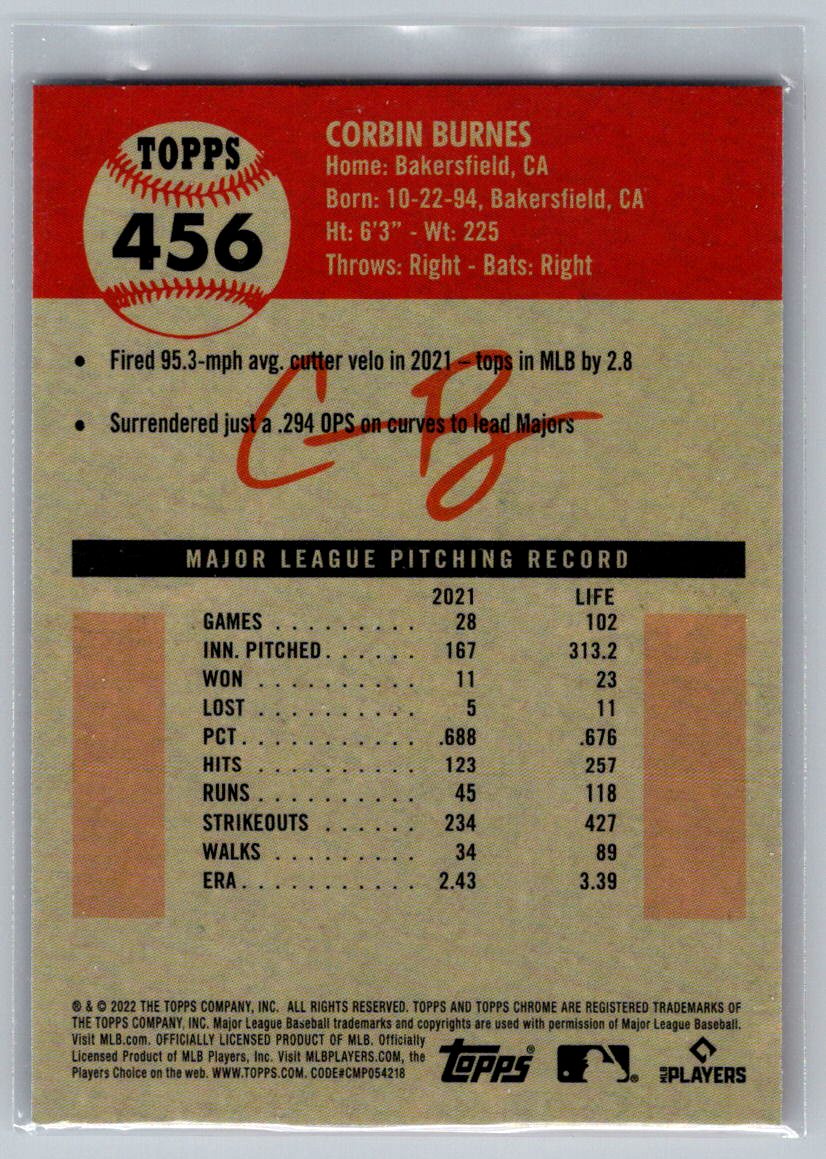 TOPPS
456
CORBIN BURNES
Home: Bakersfield, CA
Born: 10-22-94, Bakersfield, CA
Ht: 6'3" - Wt: 225
Throws: Right - Bats: Right
• Fired 95.3-mph avg. cutter velo in 2021 – tops in MLB by 2.8
• Surrendered just a .294 OPS on curves to lead Majors
MAJOR LEAGUE PITCHING RECORD
2021 LIFE
GAMES . . . . . . . . . 28 102
INN. PITCHED. . . . . . 167 313.2
WON . . . . . . . . . . 11 23
LOST . . . . . . . . . . 5 11
PCT. . . . . . . . . . . .688 .676
HITS . . . . . . . . . . 123 257
RUNS . . . . . . . . . . 45 118
STRIKEOUTS . . . . . . 234 427
WALKS . . . . . . . . . 34 89
ERA. . . . . . . . . . . 2.43 3.39
® & © 2022 THE TOPPS COMPANY, INC. ALL RIGHTS RESERVED. TOPPS AND TOPPS CHROME ARE REGISTERED TRADEMARKS OF
THE TOPPS COMPANY, INC. Major League Baseball trademarks and copyrights are used with permission of Major League Baseball.
Visit MLB.com. OFFICIALLY LICENSED PRODUCT OF MLB. Officially
Licensed Product of MLB Players, Inc. Visit MLBPLAYERS.COM, the
Players Choice on the web. WWW.TOPPS.COM. CODE#CMP054218
topps®
®
MLB PLAYERS